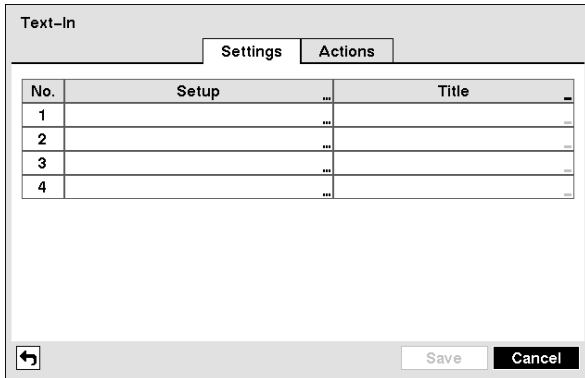 Text-In
Settings Actions
No. Setup ... Title _
1 ... _
2 ... _
3 ... _
4 ... _
Save Cancel